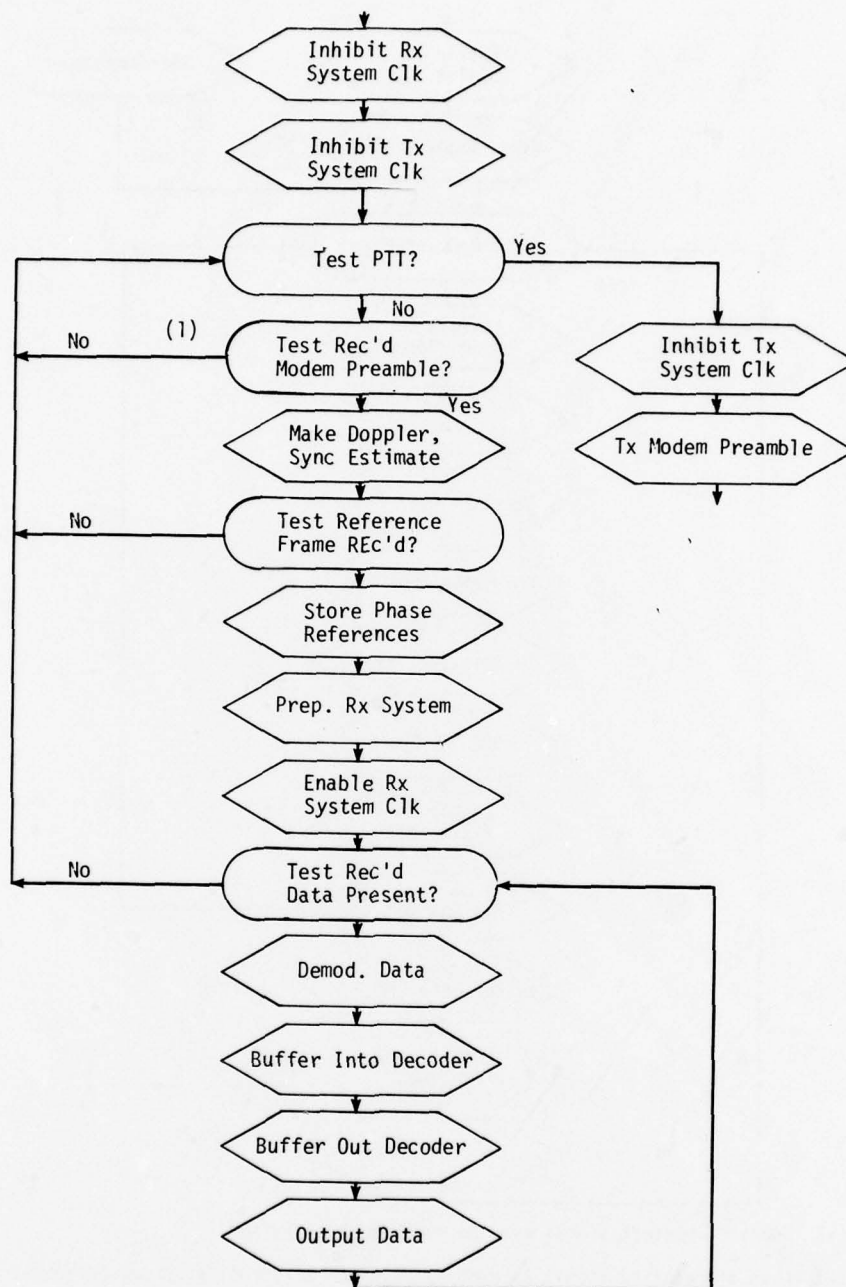 Inhibit Rx
System Clk
Inhibit Tx
System Clk
Test PTT?
Yes
No
(1)
No
Test Rec'd
Modem Preamble?
Yes
Inhibit Tx
System Clk
Tx Modem Preamble
Make Doppler,
Sync Estimate
No
Test Reference
Frame REc'd?
Store Phase
References
Prep. Rx System
Enable Rx
System Clk
No
Test Rec'd
Data Present?
Demod. Data
Buffer Into Decoder
Buffer Out Decoder
Output Data